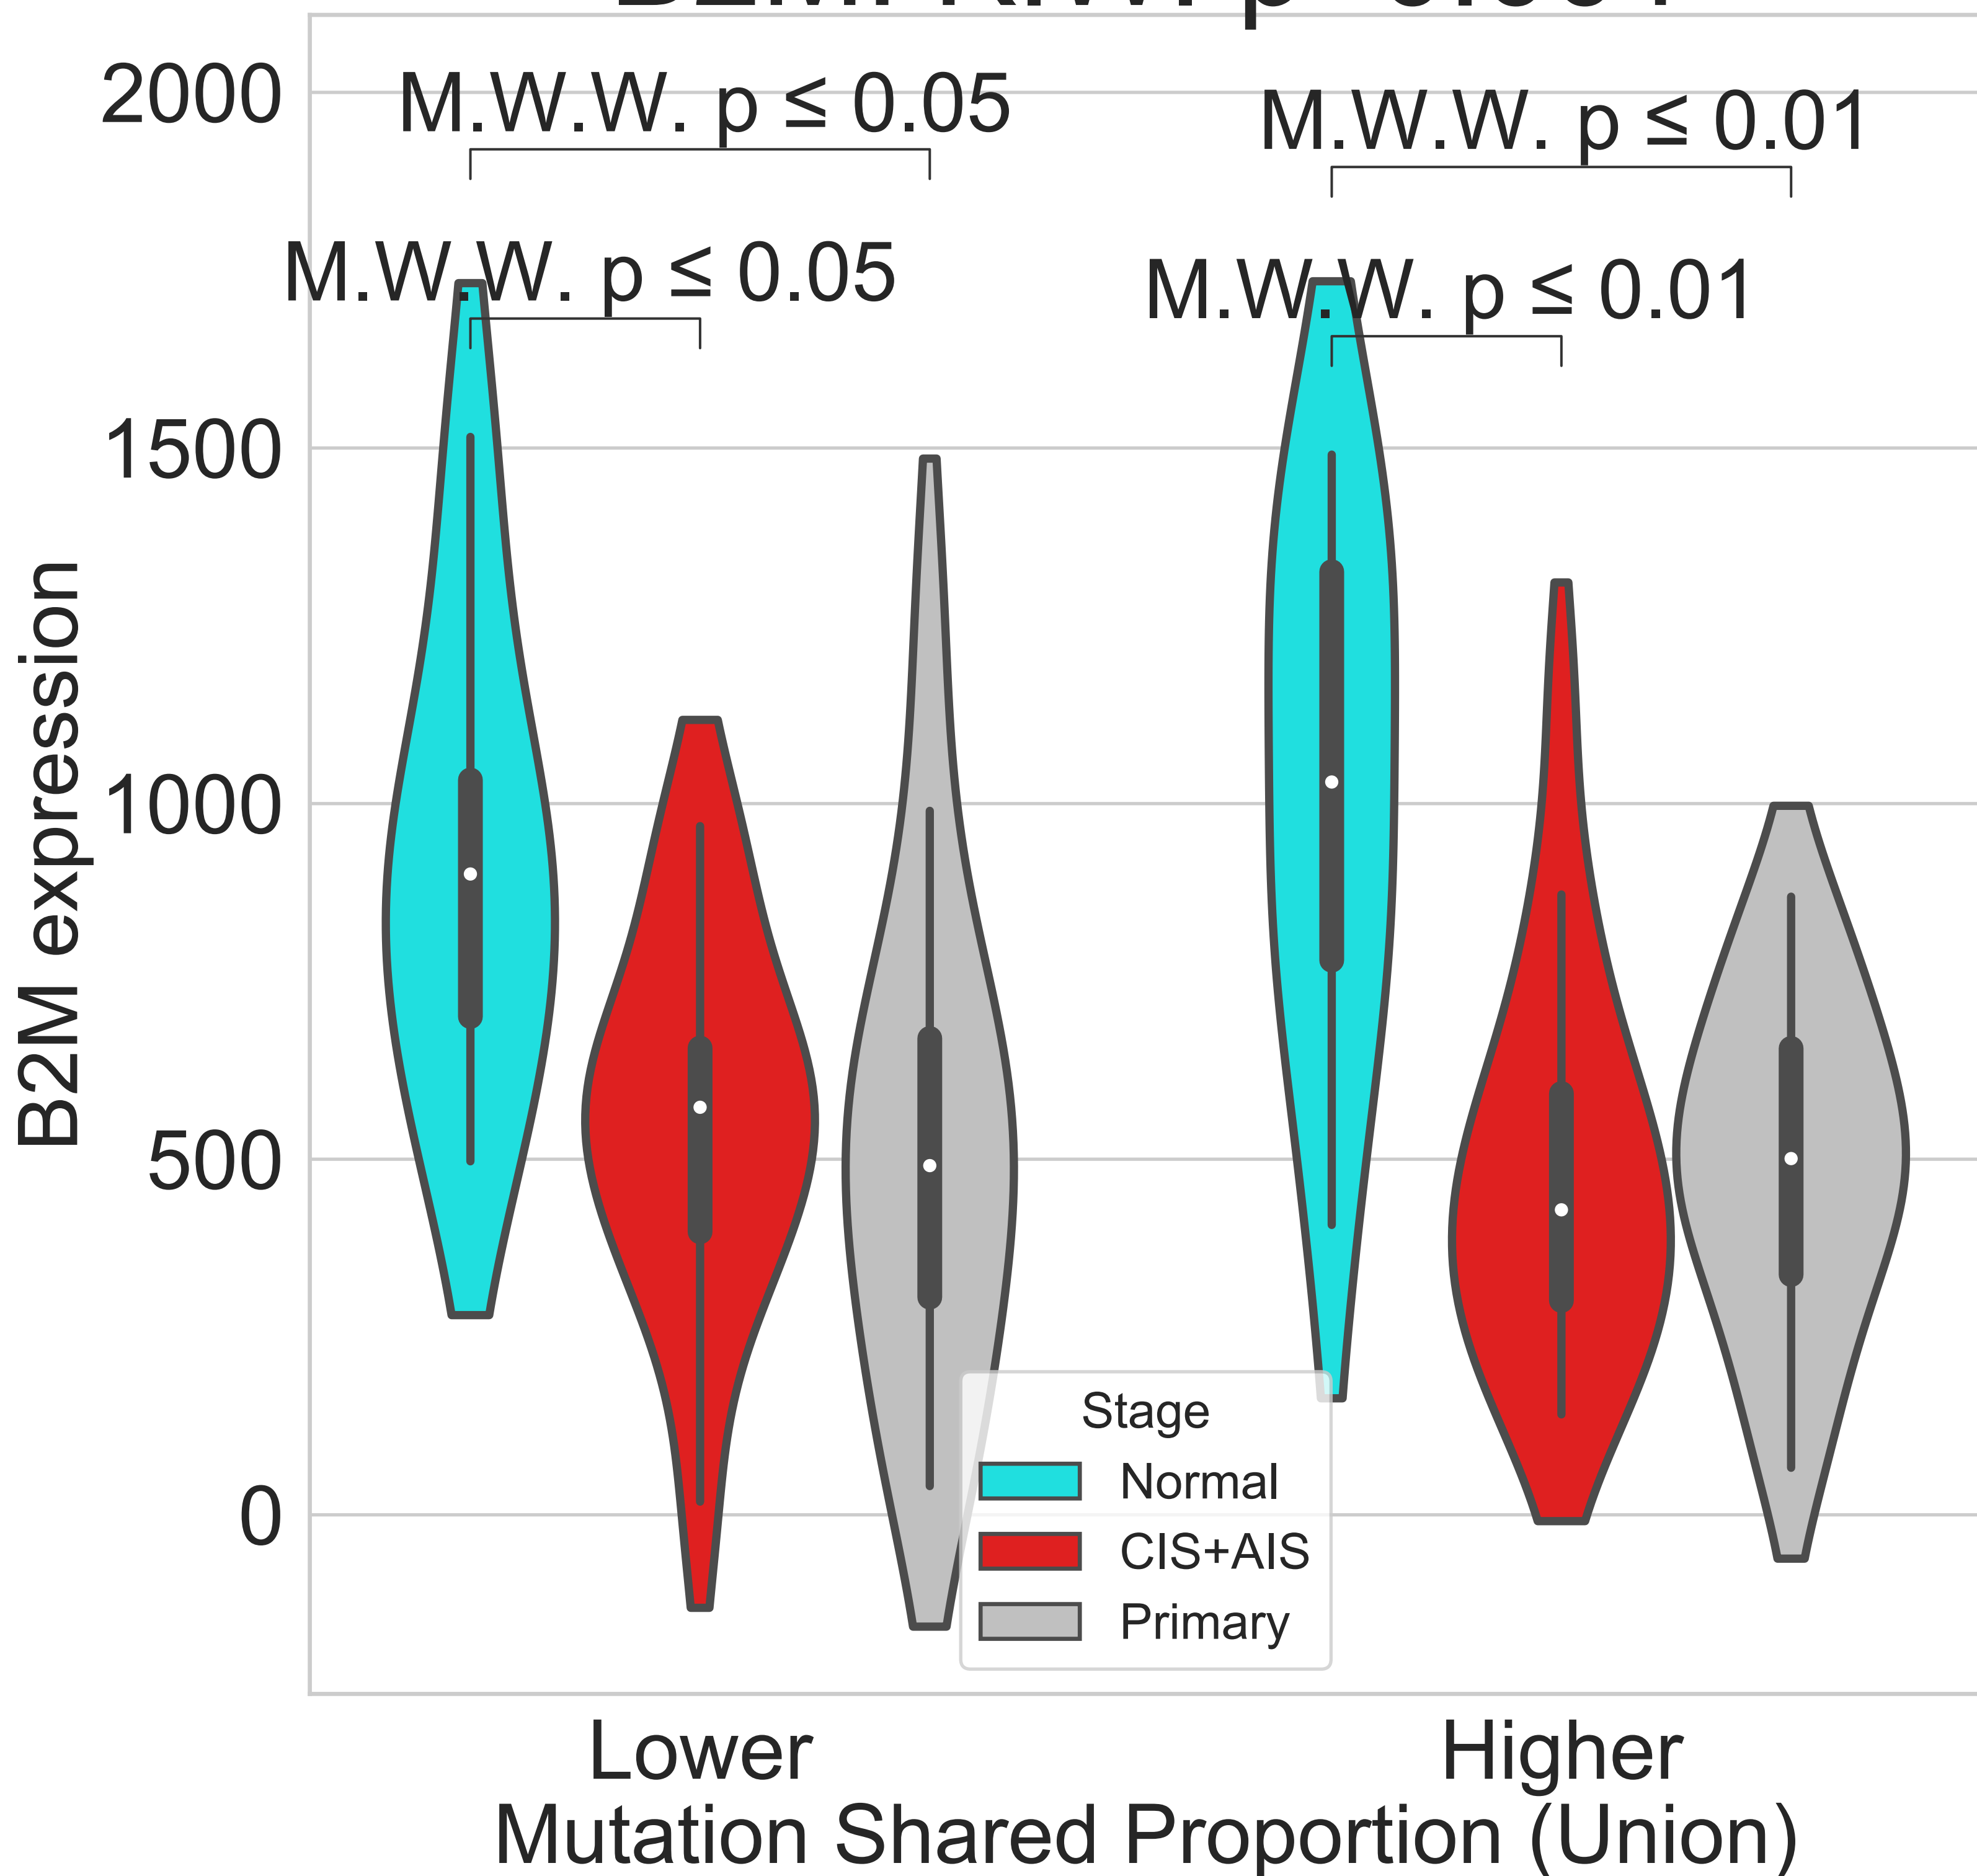 2000
M.W.W. p ≤ 0.05
M.W.W. p ≤ 0.01
M.W.W. p ≤ 0.05
M.W.W. p ≤ 0.01
1500
1000
500
0
B2M expression
Stage
Normal
CIS+AIS
Primary
Lower
Higher
Mutation Shared Proportion (Union)